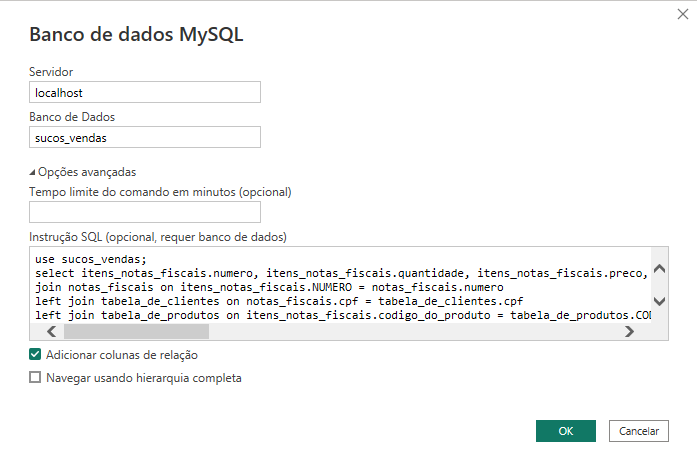 Banco de dados MySQL
Servidor
localhost
Banco de Dados
sucos_vendas
Opções avançadas
Tempo limite do comando em minutos (opcional)
Instrução SQL (opcional, requer banco de dados)
use sucos_vendas;
select itens_notas_fiscais.numero, itens_notas_fiscais.quantidade, itens_notas_fiscais.preco,
join notas_fiscais on itens_notas_fiscais.NUMERO = notas_fiscais.numero
left join tabela_de_clientes on notas_fiscais.cpf = tabela_de_clientes.cpf
left join tabela_de_produtos on itens_notas_fiscais.codigo_do_produto = tabela_de_produtos.COD
Adicionar colunas de relação
Navegar usando hierarquia completa
OK
Cancelar